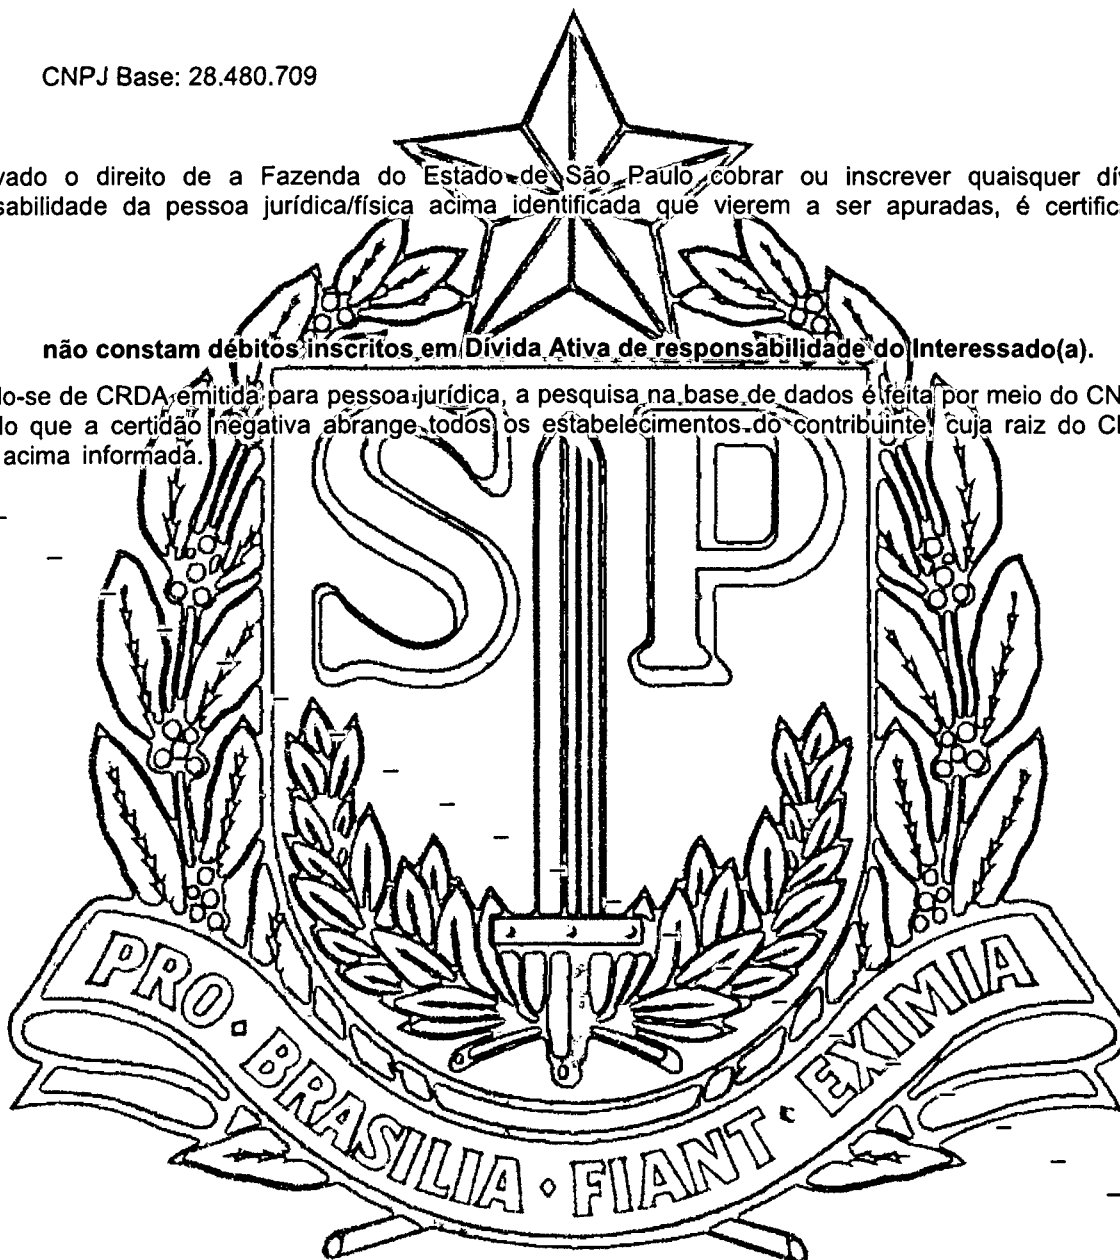 CNPJ Base: 28.480.709
vado o direito de a Fazenda do Estado de São Paulo cobrar ou inscrever quaisquer dí
sabilidade da pessoa jurídica/física acima identificada que vierem a ser apuradas, é certific
não constam débitos inscritos em Dívida Ativa de responsabilidade do Interessado(a).
do-se de CRDA emitida para pessoa jurídica, a pesquisa na base de dados é feita por meio do CN
do que a certidão negativa abrange todos os estabelecimentos do contribuinte, cuja raiz do C
acima informada.
SP
PRO · BRASILIA · FIANT · EXIMIA